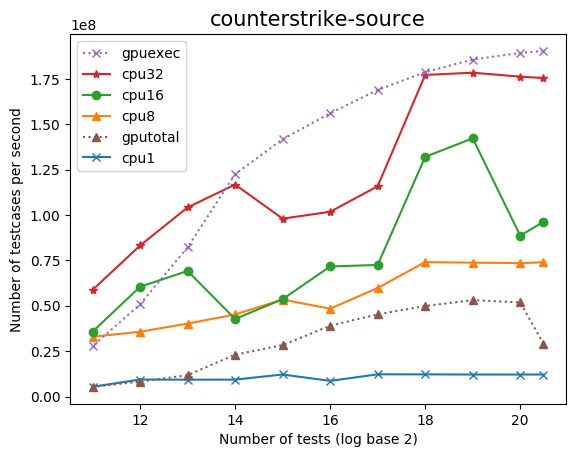 counterstrike-source
1e8
gpuexec
cpu32
cpu16
cpu8
gputotal
cpu1
Number of testcases per second
1.75
1.50
1.25
1.00
0.75
0.50
0.25
0.00
12 14 16 18 20
Number of tests (log base 2)